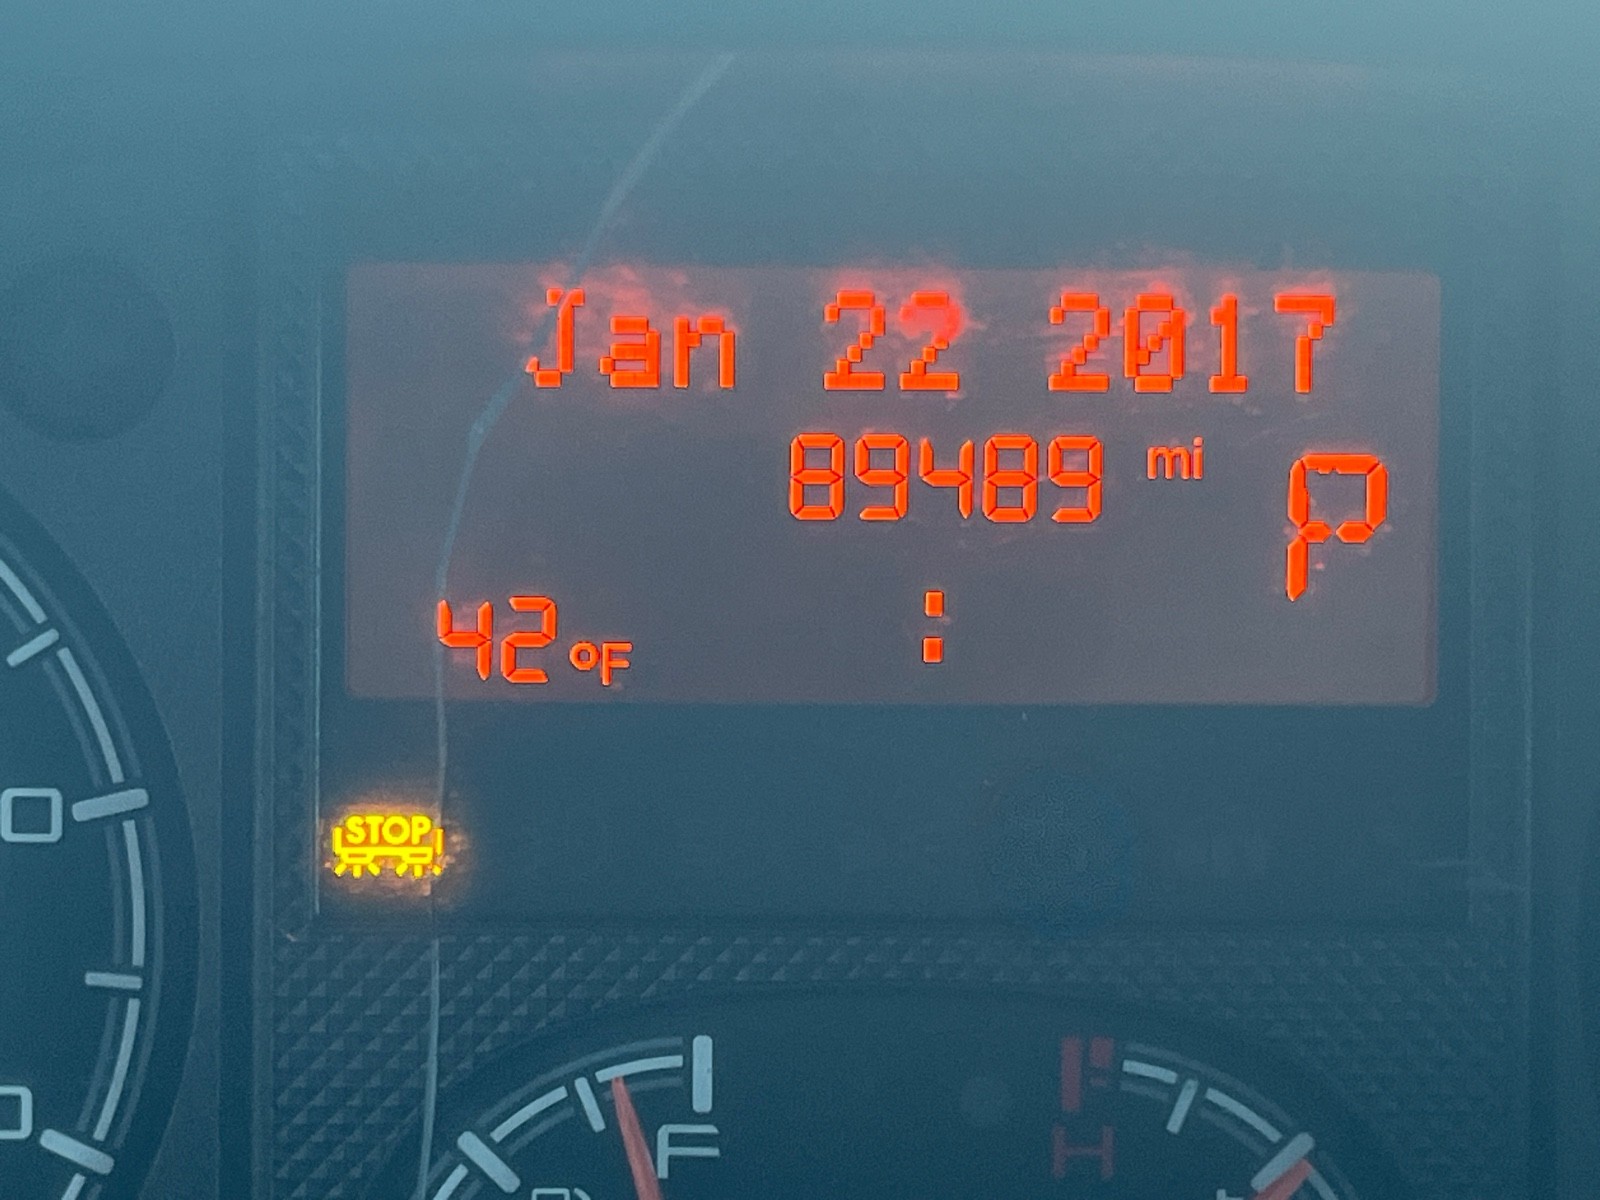 Jan 22 2017
89489 mi P
42 °F :
STOP
F
H